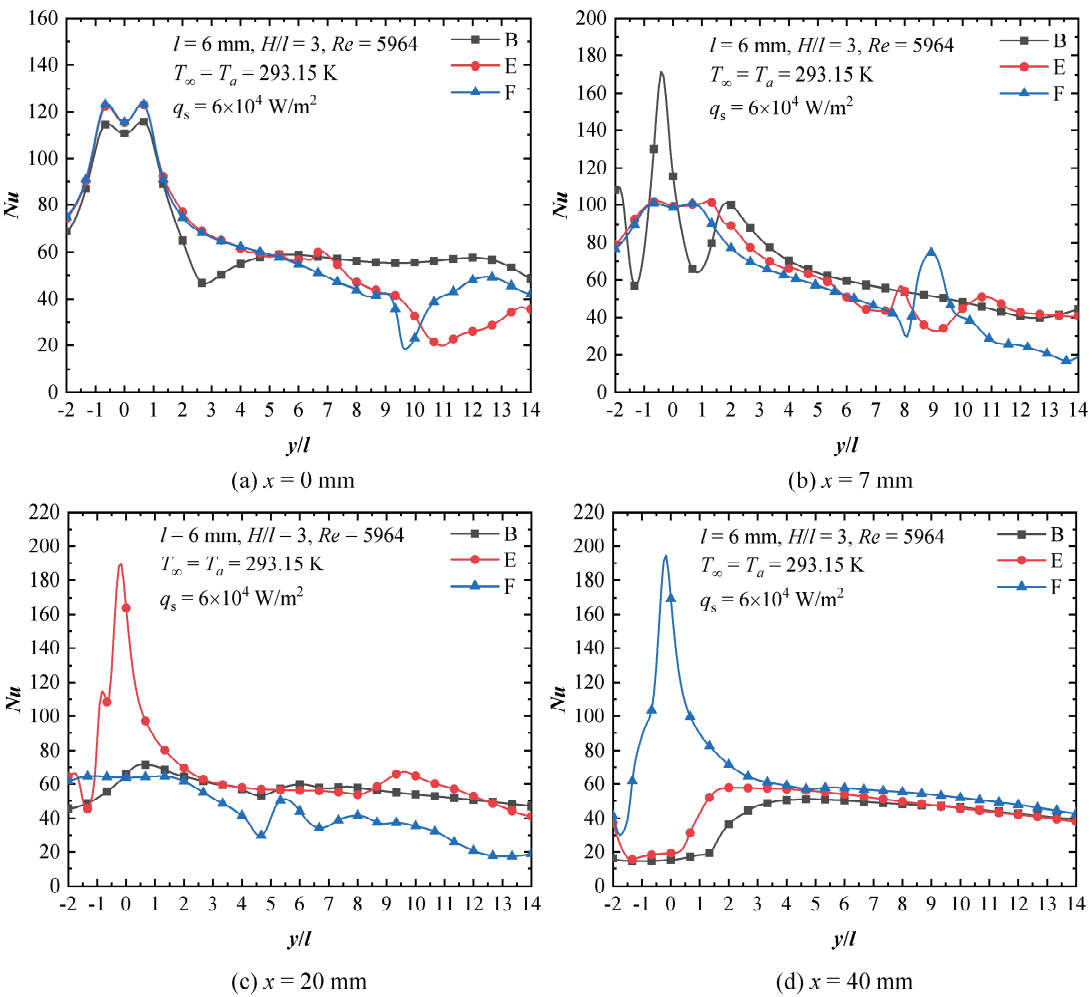 160
140
120
100
80
60
40
20
0
Nu
l = 6 mm, H/l = 3, Re = 5964
T∞ = Ta = 293.15 K
qs = 6×10⁴ W/m²
B
E
F
-2 -1 0 1 2 3 4 5 6 7 8 9 10 11 12 13 14
y/l
(a) x = 0 mm
200
180
160
140
120
100
80
60
40
20
0
Nu
l = 6 mm, H/l = 3, Re = 5964
T∞ = Ta = 293.15 K
qs = 6×10⁴ W/m²
B
E
F
-2 -1 0 1 2 3 4 5 6 7 8 9 10 11 12 13 14
y/l
(b) x = 7 mm
220
200
180
160
140
120
100
80
60
40
20
0
Nu
l − 6 mm, H/l − 3, Re − 5964
T∞ = Ta = 293.15 K
qs = 6×10⁴ W/m²
B
E
F
-2 -1 0 1 2 3 4 5 6 7 8 9 10 11 12 13 14
y/l
(c) x = 20 mm
220
200
180
160
140
120
100
80
60
40
20
0
Nu
l = 6 mm, H/l = 3, Re = 5964
T∞ = Ta = 293.15 K
qs = 6×10⁴ W/m²
B
E
F
-2 -1 0 1 2 3 4 5 6 7 8 9 10 11 12 13 14
y/l
(d) x = 40 mm